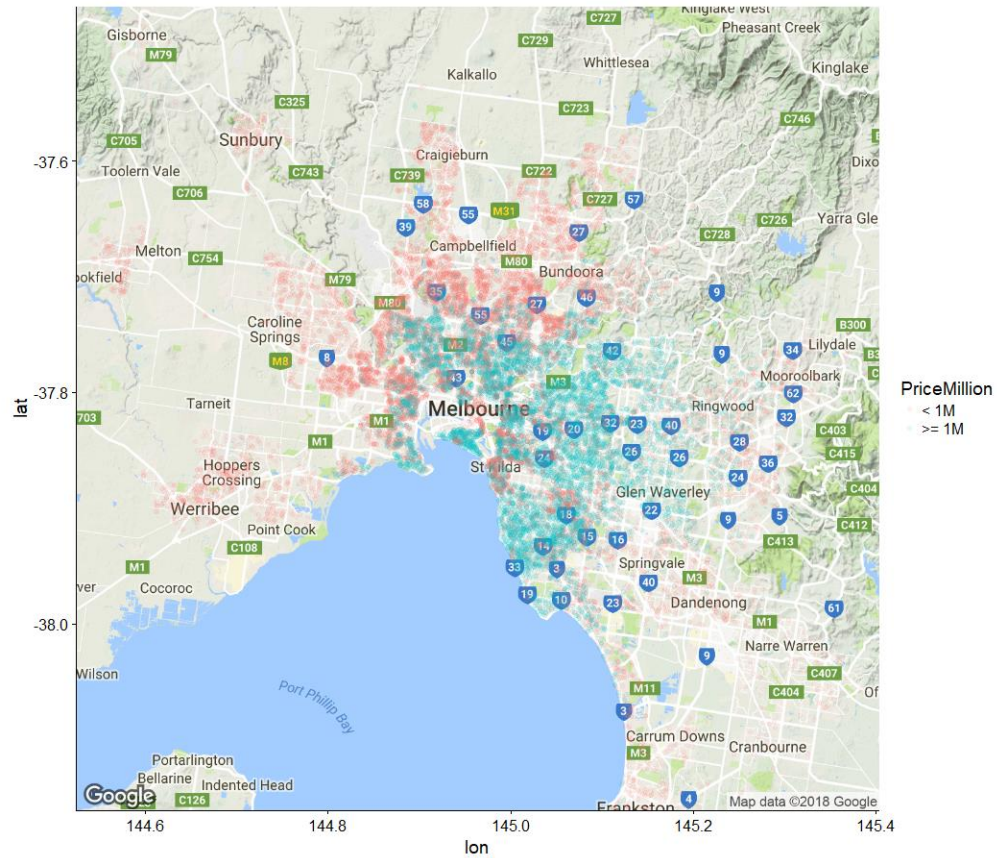 Kinglake West
C727
Gisborne
Pheasant Creek
C729
M79
Whittlesea
Kalkallo
Kinglake
C325
C723
C746
Sunbury
C705
-37.6
Craigieburn
Toolern Vale
C743
C739
C722
C706
C727
57
58
55
M31
39
C726
Yarra Gle
27
C728
Campbellfield
Melton
C754
M80
Bundoora
ookfield
M79
35
46
9
M80
27
55
Caroline
Springs
B300
M2
45
42
34
Lilydale
M8
8
9
43
M3
Mooroolbark
-37.8
62
Tarneit
Melbourne
Ringwood
703
M1
32
23
40
32
C403
19
20
M1
28
C415
26
26
Hoppers
Crossing
St Kilda
24
36
24
C404
Werribee
Glen Waverley
18
22
9
5
C412
Point Cook
15
16
C413
C108
14
M1
33
3
Springvale
ver
Cocoroc
40
M3
19
10
23
Dandenong
61
-38.0
M1
Narre Warren
9
Wilson
C407
M11
C404
Of
Port Phillip Bay
3
Carrum Downs
Cranbourne
M3
Portarlington
Bellarine
Indented Head
Google
C126
4
Map data ©2018 Google
Frankston
144.6
144.8
145.0
145.2
145.4
lon
lat
PriceMillion
< 1M
>= 1M